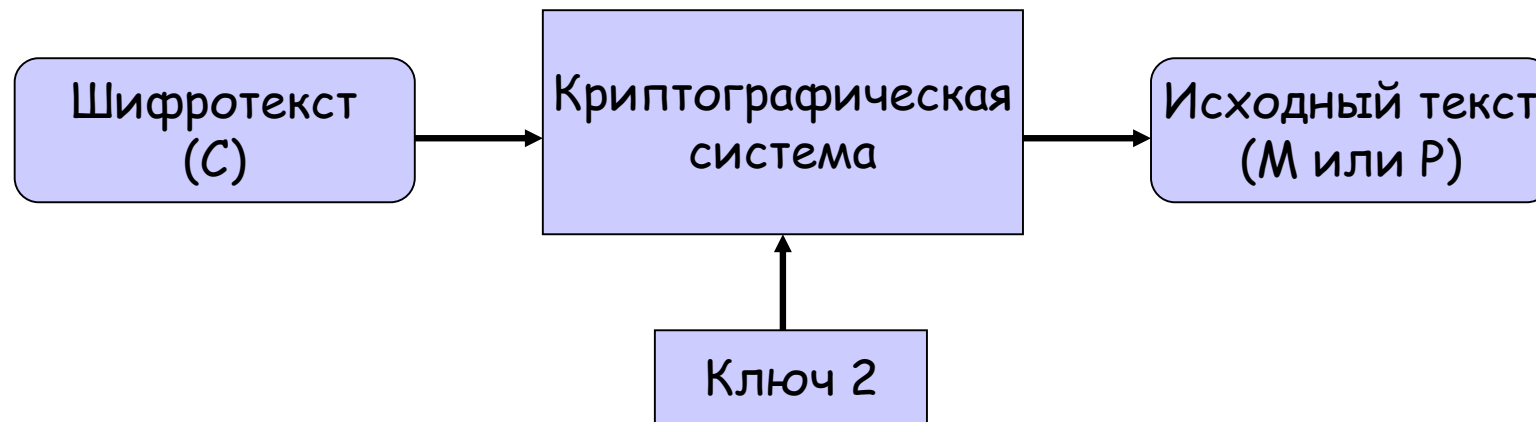 Шифротекст
(С)
Криптографическая
система
Исходный текст
(М или Р)
Ключ 2